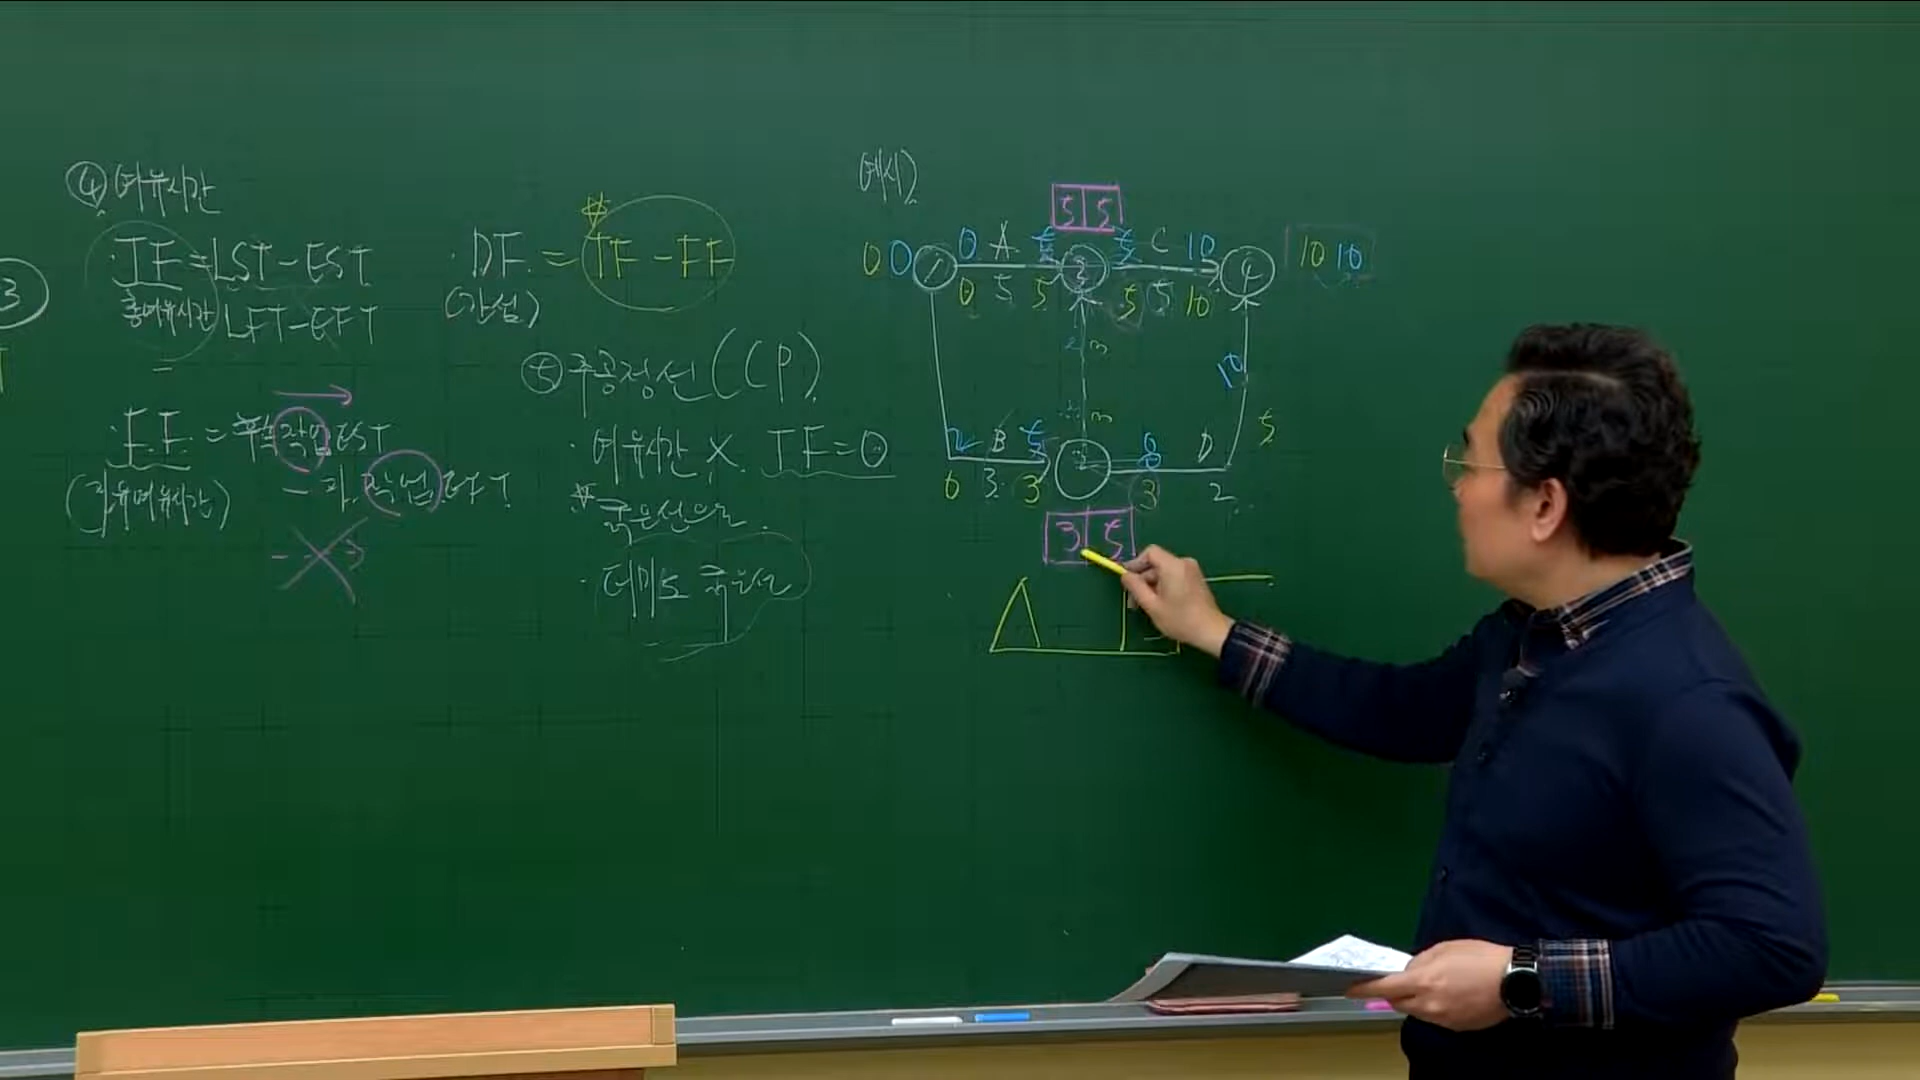 3
④ 여유시간
T.F = LST-EST
총여유시간 LFT-EFT
F.F. = 후속작업 EST
(자유여유시간) - 그. 작업 EFT
DF = TF-FF
(간섭)
⑤ 주공정선 (CP)
· 여유시간 X. TF=0
굵은선으로.
· 더미도 굵은선
예시)
5 5
0 0 1 0 A 5 3 5 C 10 4 10 10
0 5 5 5 5 10
10
5
2 B 5 2 8 D
0 3 3 3 2
3 5